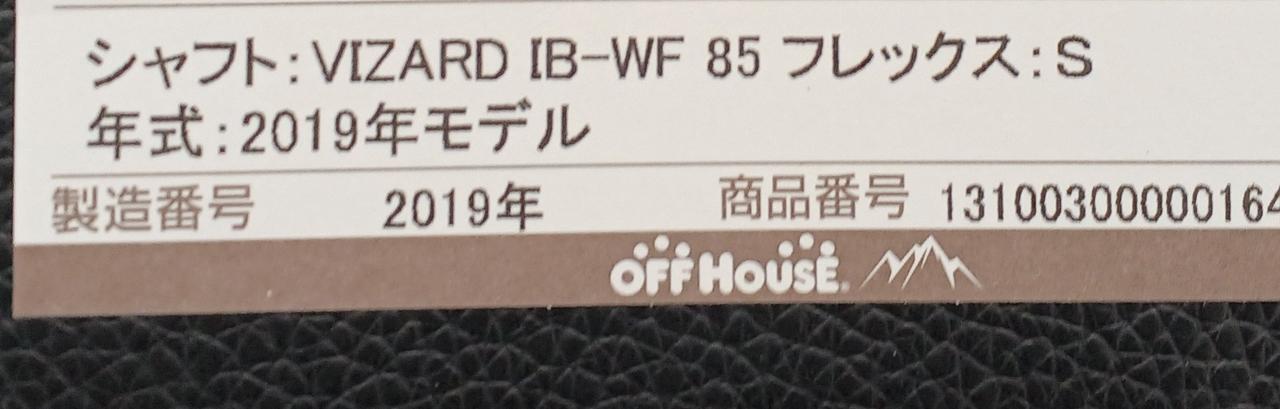 シャフト:VIZARD IB-WF 85 フレックス:S
年式:2019年モデル
製造番号 2019年 商品番号 13100300000164
OFF HOUSE